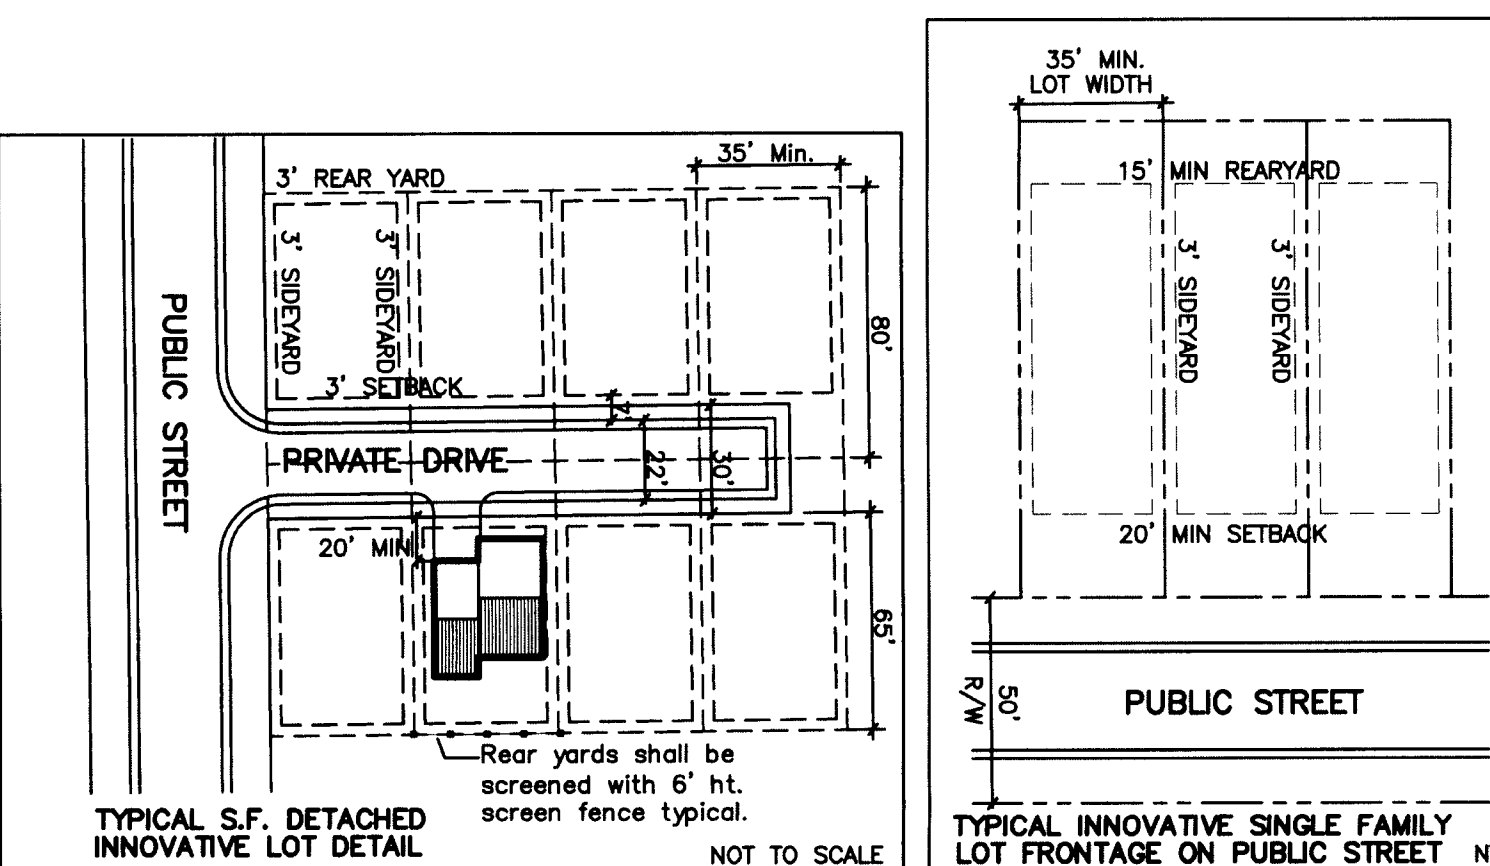 35' Min.
3' REAR YARD
3' SIDEYARD
3' SIDEYARD
80'
PUBLIC STREET
3' SETBACK
7'
PRIVATE DRIVE
22'
30'
20' MIN
65'
Rear yards shall be
screened with 6' ht.
screen fence typical.
TYPICAL S.F. DETACHED
INNOVATIVE LOT DETAIL
NOT TO SCALE
35' MIN.
LOT WIDTH
15' MIN REARYARD
3' SIDEYARD
3' SIDEYARD
20' MIN SETBACK
R/W
50'
PUBLIC STREET
TYPICAL INNOVATIVE SINGLE FAMILY
LOT FRONTAGE ON PUBLIC STREET